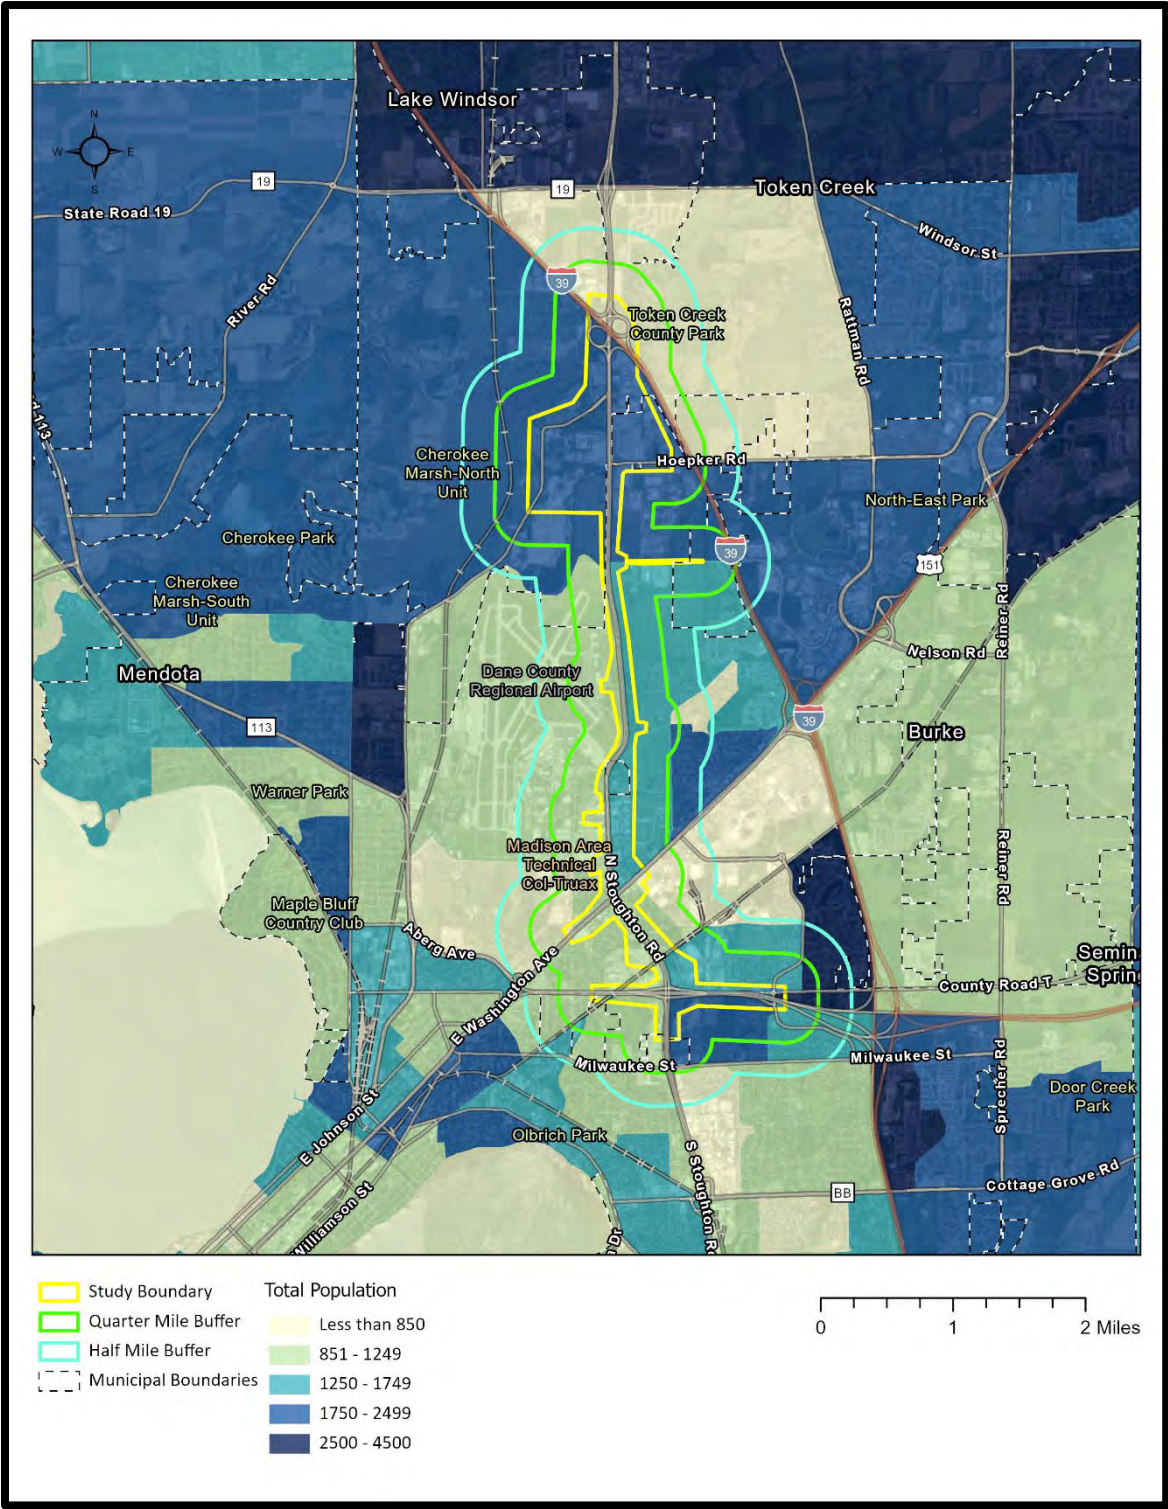 Lake Windsor
N
W
E
S
19
19
Token Creek
State Road 19
Windsor St
River Rd
39
Rattman Rd
Token Creek
County Park
Cherokee
Marsh-North
Unit
Hoepker Rd
North-East Park
Cherokee Park
39
151
Cherokee
Marsh-South
Unit
Reiner Rd
Nelson Rd
Mendota
Dane County
Regional Airport
113
39
Burke
Warner Park
Madison Area
Technical
Col-Truax
N Stoughton Rd
Reiner Rd
Maple Bluff
Country Club
Aberg Ave
E Washington Ave
County Road T
Milwaukee St
Milwaukee St
Sprecher Rd
Door Creek
Park
E Johnson St
Olbrich Park
S Stoughton R
BB
Cottage Grove Rd
Williamson St
Study Boundary
Quarter Mile Buffer
Half Mile Buffer
Municipal Boundaries
Total Population
Less than 850
851 - 1249
1250 - 1749
1750 - 2499
2500 - 4500
0
1
2 Miles